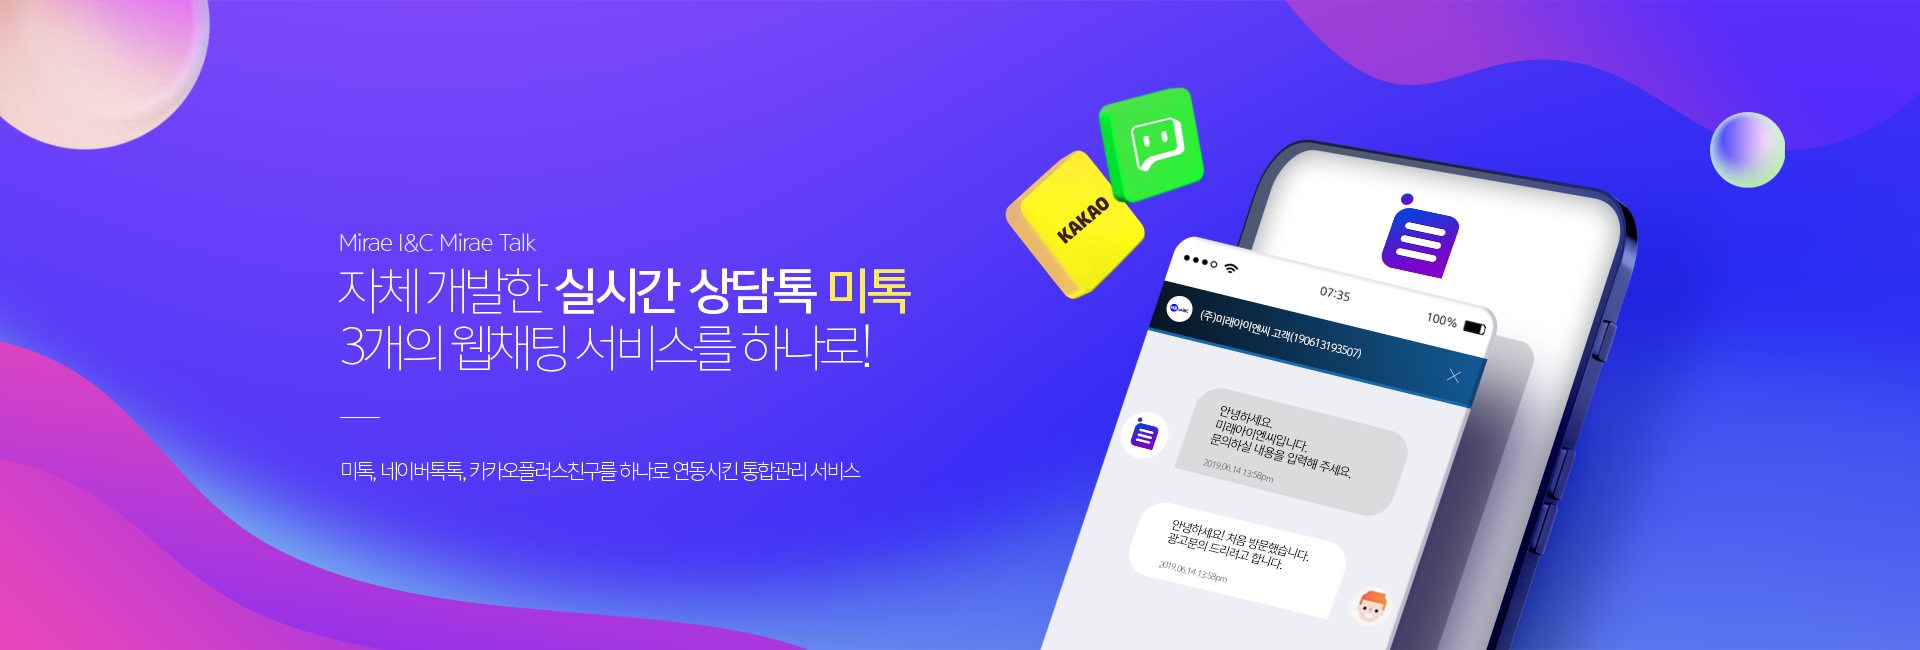 Mirae I&C Mirae Talk
자체 개발한 실시간 상담톡 미톡
3개의 웹채팅 서비스를 하나로!
미톡, 네이버톡톡, 카카오플러스친구를 하나로 연동시킨 통합관리 서비스
KAKAO
07:35
100%
(주)미래아이엔씨 고객(190613193507)
안녕하세요.
미래아이엔씨입니다.
문의하실 내용을 입력해 주세요.
2019.06.14 13:58pm
안녕하세요! 처음 방문했습니다.
광고문의 드리려고 합니다.
2019.06.14 13:58pm